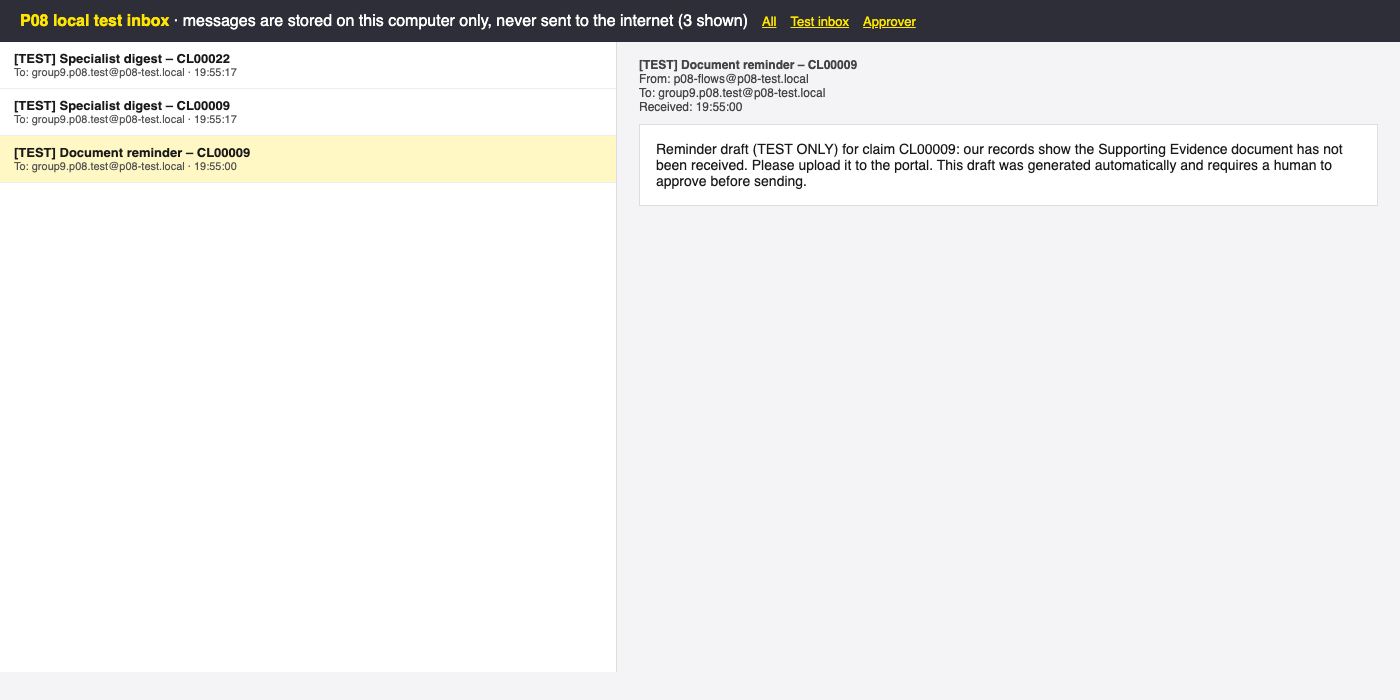 P08 local test inbox · messages are stored on this computer only, never sent to the internet (3 shown) All Test inbox Approver
[TEST] Specialist digest – CL00022
To: group9.p08.test@p08-test.local · 19:55:17
[TEST] Specialist digest – CL00009
To: group9.p08.test@p08-test.local · 19:55:17
[TEST] Document reminder – CL00009
To: group9.p08.test@p08-test.local · 19:55:00
[TEST] Document reminder – CL00009
From: p08-flows@p08-test.local
To: group9.p08.test@p08-test.local
Received: 19:55:00
Reminder draft (TEST ONLY) for claim CL00009: our records show the Supporting Evidence document has not
been received. Please upload it to the portal. This draft was generated automatically and requires a human to
approve before sending.